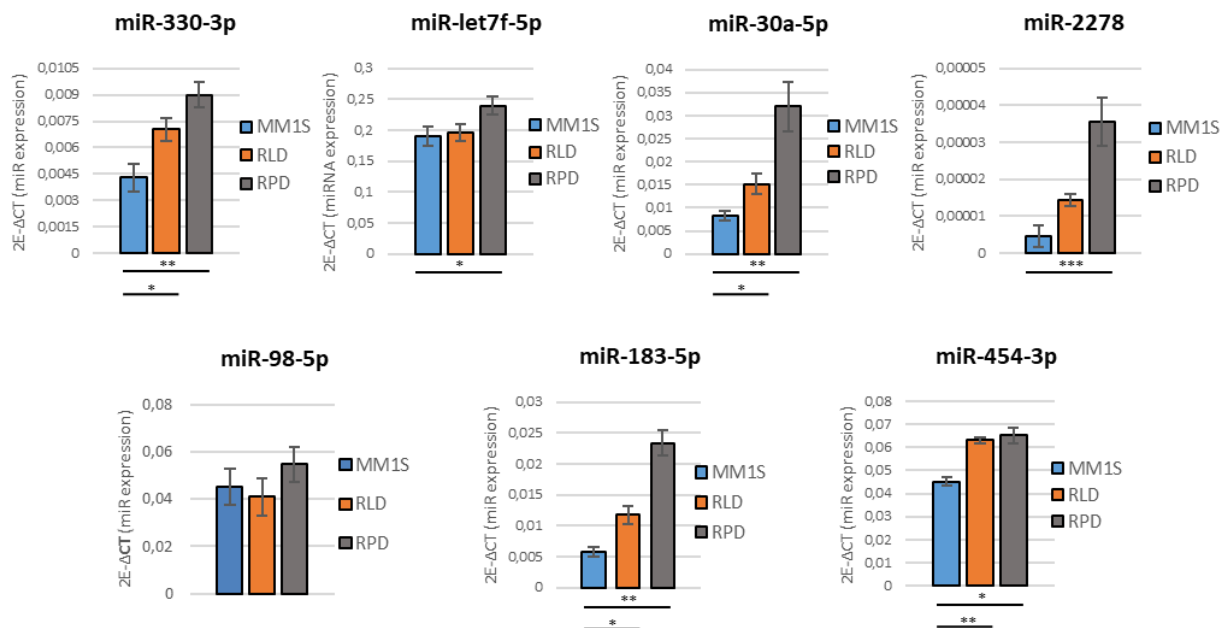 miR-330-3p
2E-ΔCT (miR expression)
0,0105
0,009
0,0075
0,006
0,0045
0,003
0,0015
0
MM1S
RLD
RPD
**
*
miR-let7f-5p
2E-ΔCT (miRNA expression)
0,3
0,25
0,2
0,15
0,1
0,05
0
MM1S
RLD
RPD
*
miR-30a-5p
2E-ΔCT (miR expression)
0,04
0,035
0,03
0,025
0,02
0,015
0,01
0,005
0
MM1S
RLD
RPD
**
*
miR-2278
2E-ΔCT (miR expression)
0,00005
0,00004
0,00003
0,00002
0,00001
0
MM1S
RLD
RPD
***
miR-98-5p
2E-ΔCT (miR expression)
0,08
0,06
0,04
0,02
0
MM1S
RLD
RPD
miR-183-5p
2E-ΔCT (miR expression)
0,03
0,025
0,02
0,015
0,01
0,005
0
MM1S
RLD
RPD
**
*
miR-454-3p
2E-ΔCT (miR expression)
0,08
0,07
0,06
0,05
0,04
0,03
0,02
0,01
0
MM1S
RLD
RPD
*
**